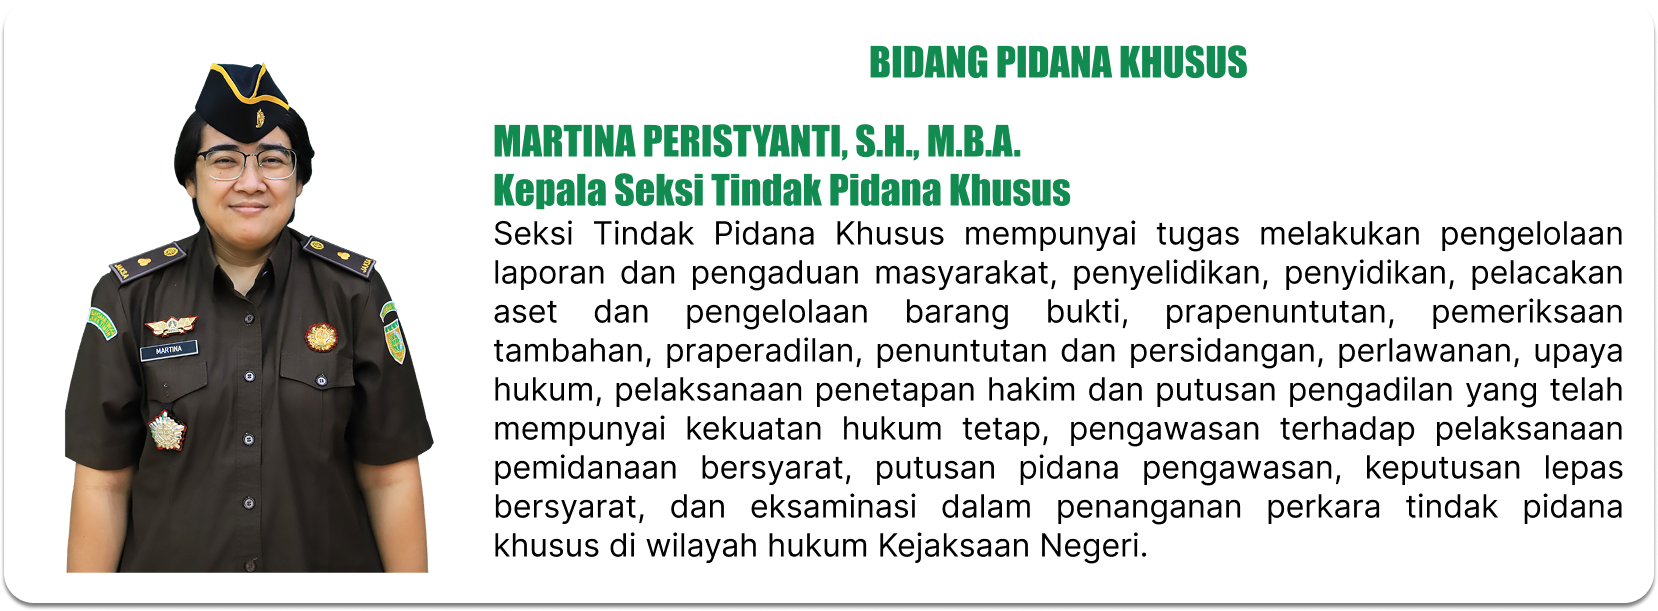 BIDANG PIDANA KHUSUS
MARTINA PERISTYANTI, S.H., M.B.A.
Kepala Seksi Tindak Pidana Khusus
Seksi Tindak Pidana Khusus mempunyai tugas melakukan pengelolaan
laporan dan pengaduan masyarakat, penyelidikan, penyidikan, pelacakan
aset dan pengelolaan barang bukti, prapenuntutan, pemeriksaan
tambahan, praperadilan, penuntutan dan persidangan, perlawanan, upaya
hukum, pelaksanaan penetapan hakim dan putusan pengadilan yang telah
mempunyai kekuatan hukum tetap, pengawasan terhadap pelaksanaan
pemidanaan bersyarat, putusan pidana pengawasan, keputusan lepas
bersyarat, dan eksaminasi dalam penanganan perkara tindak pidana
khusus di wilayah hukum Kejaksaan Negeri.
JAKSA
MARTINA